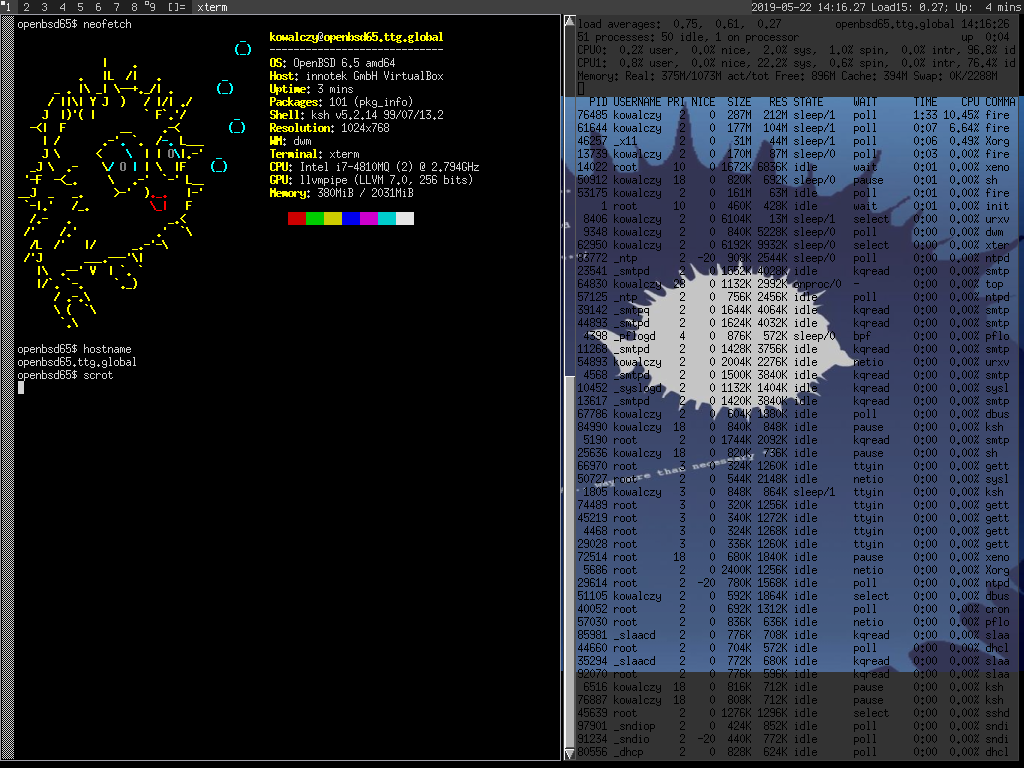 1 2 3 4 5 6 7 8 9 []= xterm 2019-05-22 14:16.27 Load15: 0.27; Up: 4 mins
openbsd65$ neofetch
kowalczy@openbsd65.ttg.global
-----------------------------
OS: OpenBSD 6.5 amd64
Host: innotek GmbH VirtualBox
Uptime: 3 mins
Packages: 101 (pkg_info)
Shell: ksh v5.2.14 99/07/13.2
Resolution: 1024x768
WM: dwm
Terminal: xterm
CPU: Intel i7-4810MQ (2) @ 2.794GHz
GPU: llvmpipe (LLVM 7.0, 256 bits)
Memory: 380MiB / 2031MiB
openbsd65$ hostname
openbsd65.ttg.global
openbsd65$ scrot
load averages: 0.75, 0.61, 0.27 openbsd65.ttg.global 14:16:26
51 processes: 50 idle, 1 on processor up 0:04
CPU0: 0.2% user, 0.0% nice, 2.0% sys, 1.0% spin, 0.0% intr, 96.8% id
CPU1: 0.8% user, 0.0% nice, 22.2% sys, 0.6% spin, 0.0% intr, 76.4% id
Memory: Real: 375M/1073M act/tot Free: 896M Cache: 394M Swap: 0K/2288M
PID USERNAME PRI NICE SIZE RES STATE WAIT TIME CPU COMMA
76485 kowalczy 2 0 287M 212M sleep/1 poll 1:33 10.45% fire
61644 kowalczy 2 0 177M 104M sleep/1 poll 0:07 6.64% fire
46257 _x11 2 0 31M 44M sleep/1 poll 0:06 0.49% Xorg
13733 kowalczy 2 0 170M 87M sleep/0 poll 0:03 0.00% fire
14022 root 10 0 1672K 6836K idle wait 0:01 0.00% xeno
50912 kowalczy 18 0 820K 692K sleep/0 pause 0:01 0.00% sh
53175 kowalczy 2 0 161M 63M idle poll 0:01 0.00% fire
1 root 10 0 460K 428K idle wait 0:01 0.00% init
8406 kowalczy 2 0 6104K 13M sleep/1 select 0:00 0.00% urxv
9348 kowalczy 2 0 840K 5228K sleep/0 poll 0:00 0.00% dwm
62950 kowalczy 2 0 6192K 9932K sleep/0 select 0:00 0.00% xter
83772 _ntp 2 -20 908K 2544K sleep/0 poll 0:00 0.00% ntpd
23541 _smtpd 2 0 1552K 4028K idle kqread 0:00 0.00% smtp
64830 kowalczy 28 0 1132K 2992K onproc/0 - 0:00 0.00% top
57125 _ntp 2 0 756K 2456K idle poll 0:00 0.00% ntpd
39142 _smtpq 2 0 1644K 4064K idle kqread 0:00 0.00% smtp
44893 _smtpd 2 0 1624K 4032K idle kqread 0:00 0.00% smtp
4398 _pflogd 4 0 876K 572K sleep/0 bpf 0:00 0.00% pflo
11268 _smtpd 2 0 1428K 3756K idle kqread 0:00 0.00% smtp
54893 kowalczy 2 0 2004K 2276K idle netio 0:00 0.00% urxv
4568 _smtpd 2 0 1500K 3840K idle kqread 0:00 0.00% smtp
10452 _syslogd 2 0 1132K 1404K idle kqread 0:00 0.00% sysl
13617 _smtpd 2 0 1420K 3840K idle kqread 0:00 0.00% smtp
67786 kowalczy 2 0 604K 1880K idle poll 0:00 0.00% dbus
84990 kowalczy 18 0 840K 848K idle pause 0:00 0.00% ksh
5190 root 2 0 1744K 2092K idle kqread 0:00 0.00% smtp
25636 kowalczy 18 0 820K 736K idle pause 0:00 0.00% sh
66970 root 3 0 324K 1260K idle ttyin 0:00 0.00% gett
50727 root 2 0 544K 2148K idle netio 0:00 0.00% sysl
1805 kowalczy 3 0 848K 864K sleep/1 ttyin 0:00 0.00% ksh
74489 root 3 0 320K 1256K idle ttyin 0:00 0.00% gett
45219 root 3 0 340K 1272K idle ttyin 0:00 0.00% gett
4468 root 3 0 324K 1268K idle ttyin 0:00 0.00% gett
29028 root 3 0 336K 1260K idle ttyin 0:00 0.00% gett
72514 root 18 0 680K 1840K idle pause 0:00 0.00% xeno
5686 root 2 0 2400K 1256K idle netio 0:00 0.00% Xorg
29614 root 2 -20 780K 1568K idle poll 0:00 0.00% ntpd
51105 kowalczy 2 0 592K 1864K idle select 0:00 0.00% dbus
40052 root 2 0 692K 1312K idle poll 0:00 0.00% cron
57030 root 2 0 836K 636K idle netio 0:00 0.00% pflo
85981 _slaacd 2 0 776K 708K idle kqread 0:00 0.00% slaa
44660 root 2 0 704K 572K idle poll 0:00 0.00% dhcl
35294 _slaacd 2 0 772K 680K idle kqread 0:00 0.00% slaa
92070 root 2 0 776K 596K idle kqread 0:00 0.00% slaa
6516 kowalczy 18 0 816K 712K idle pause 0:00 0.00% ksh
76887 kowalczy 18 0 808K 712K idle pause 0:00 0.00% ksh
45639 root 2 0 1276K 1296K idle select 0:00 0.00% sshd
97901 _sndiop 2 0 424K 852K idle poll 0:00 0.00% sndi
91234 _sndio 2 -20 440K 772K idle poll 0:00 0.00% sndi
80556 _dhcp 2 0 828K 624K idle poll 0:00 0.00% dhcl
more than necessary